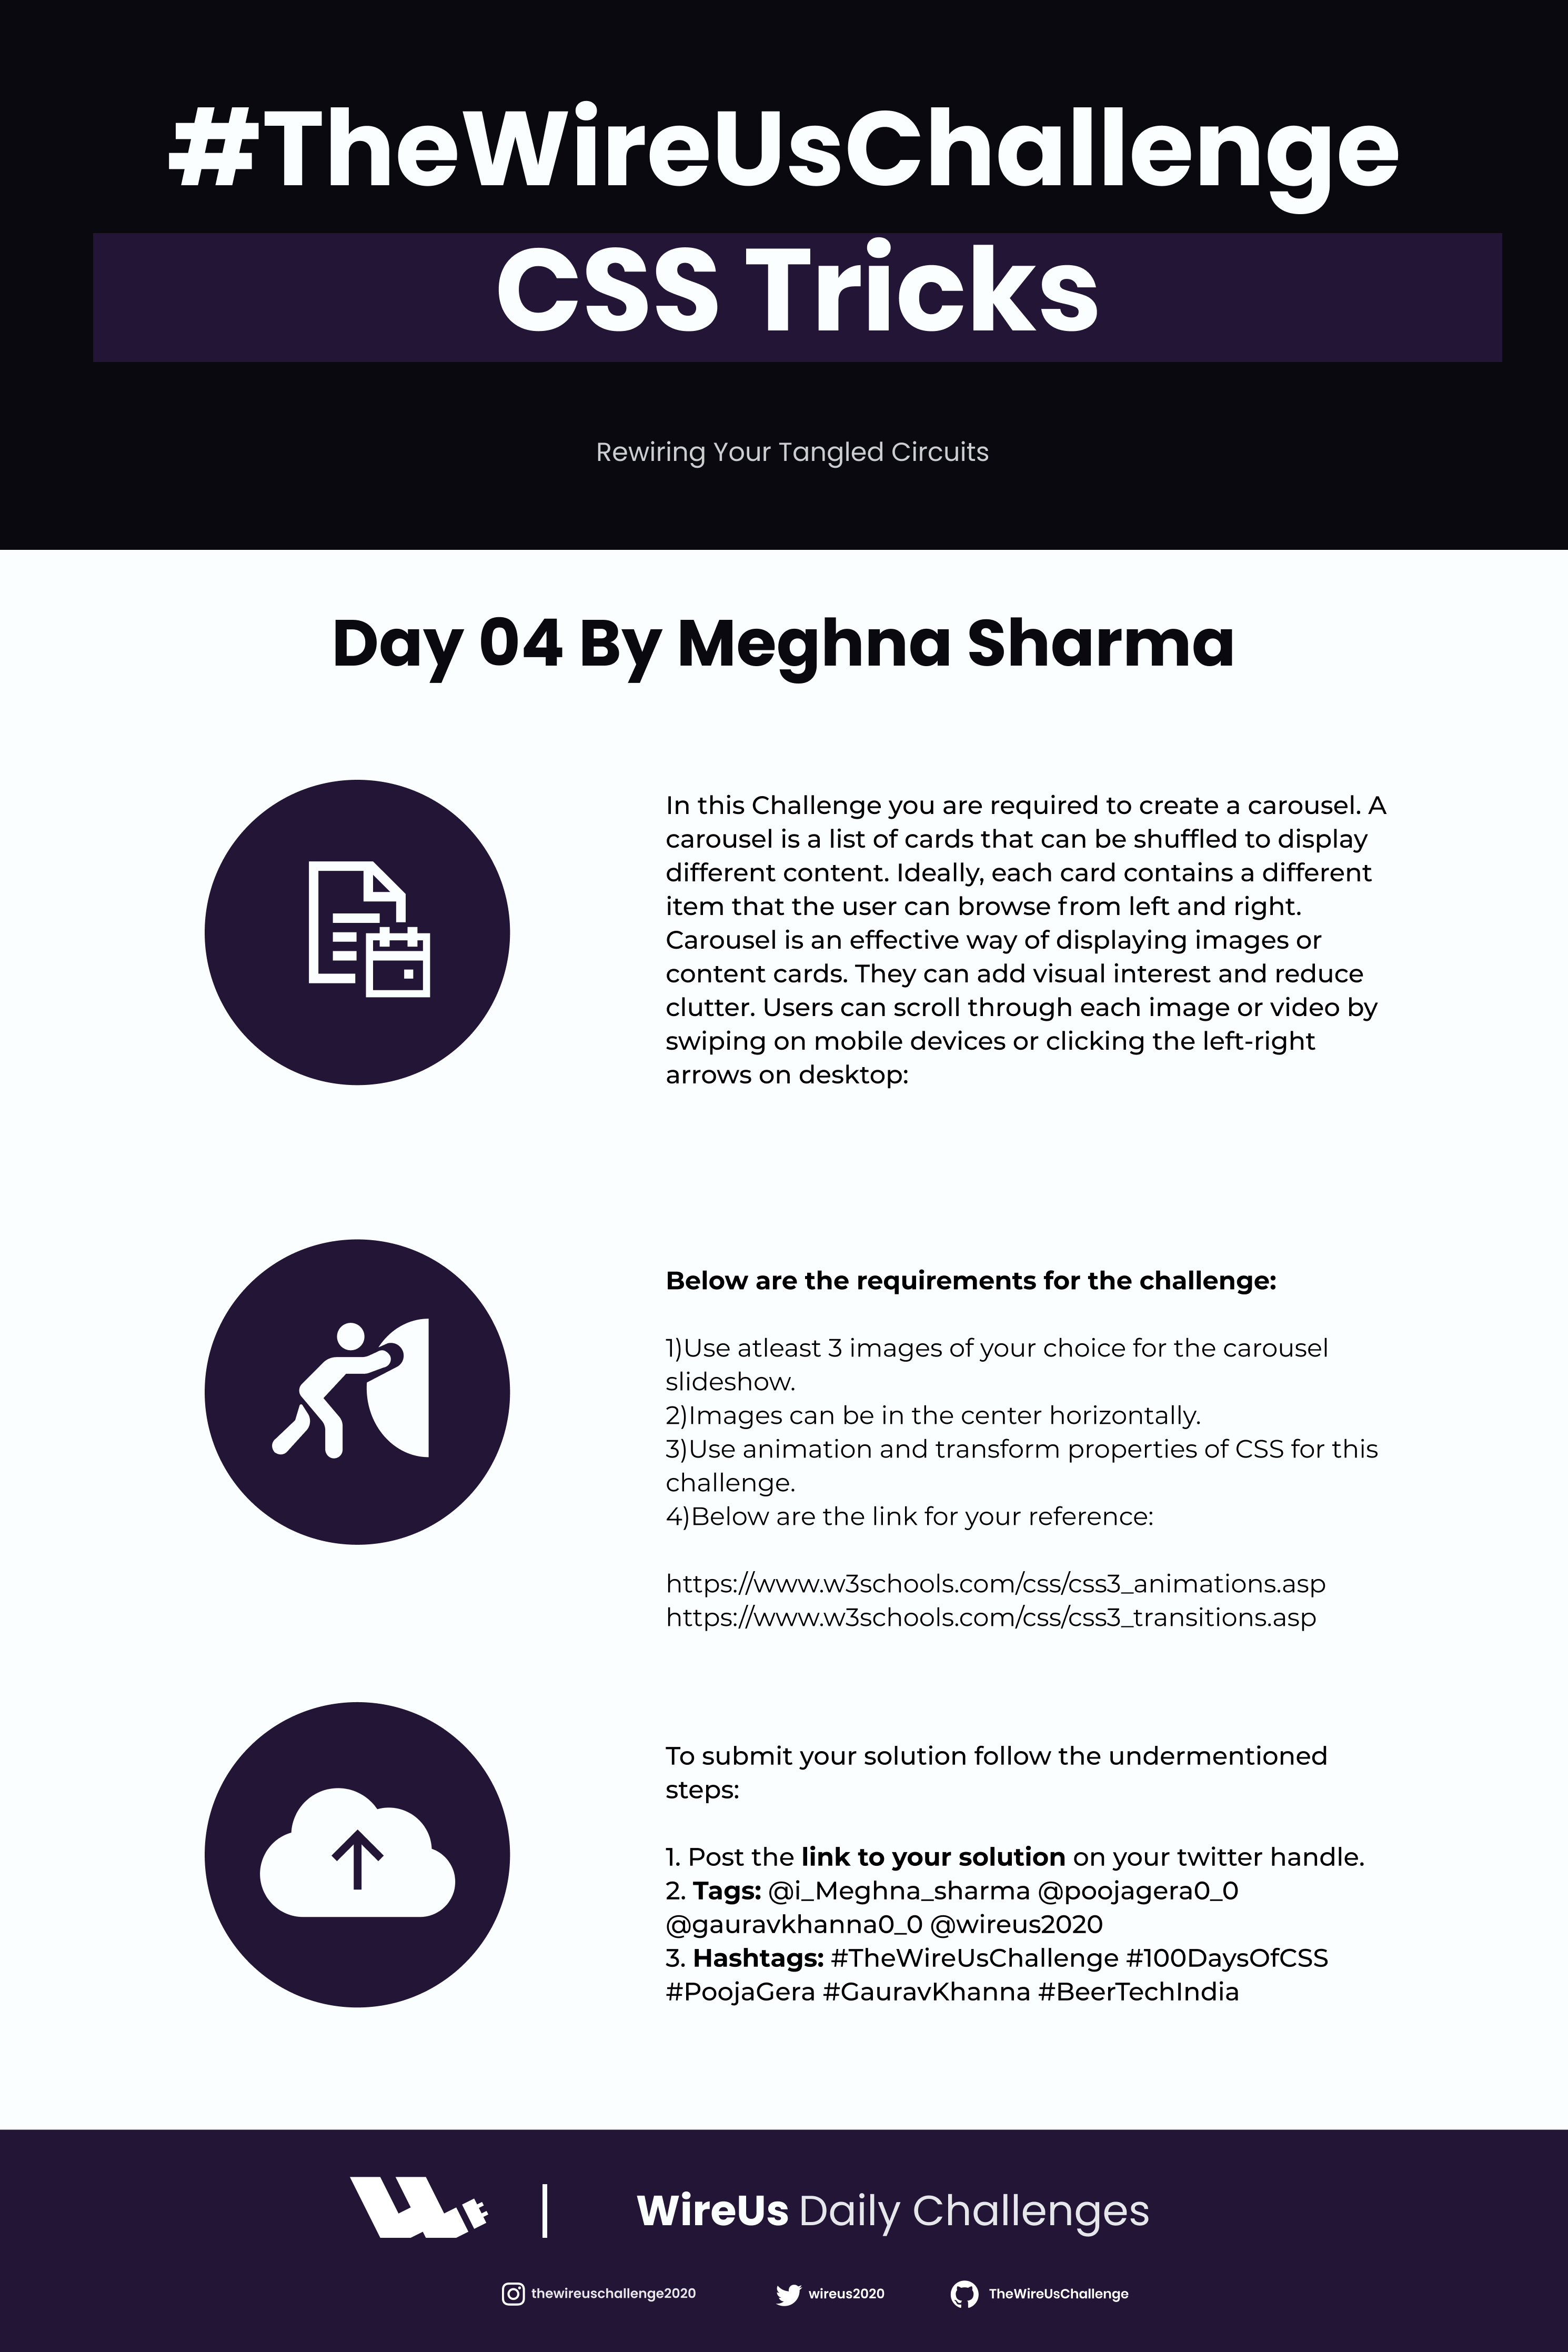 #TheWireUsChallenge
CSS Tricks
Rewiring Your Tangled Circuits
Day 04 By Meghna Sharma
In this Challenge you are required to create a carousel. A
carousel is a list of cards that can be shuffled to display
different content. Ideally, each card contains a different
item that the user can browse from left and right.
Carousel is an effective way of displaying images or
content cards. They can add visual interest and reduce
clutter. Users can scroll through each image or video by
swiping on mobile devices or clicking the left-right
arrows on desktop:
Below are the requirements for the challenge:
1)Use atleast 3 images of your choice for the carousel
slideshow.
2)Images can be in the center horizontally.
3)Use animation and transform properties of CSS for this
challenge.
4)Below are the link for your reference:
https://www.w3schools.com/css/css3_animations.asp
https://www.w3schools.com/css/css3_transitions.asp
To submit your solution follow the undermentioned
steps:
1. Post the link to your solution on your twitter handle.
2. Tags: @i_Meghna_sharma @poojagera0_0
@gauravkhanna0_0 @wireus2020
3. Hashtags: #TheWireUsChallenge #100DaysOfCSS
#PoojaGera #GauravKhanna #BeerTechIndia
WireUs Daily Challenges
thewireuschallenge2020 wireus2020 TheWireUsChallenge